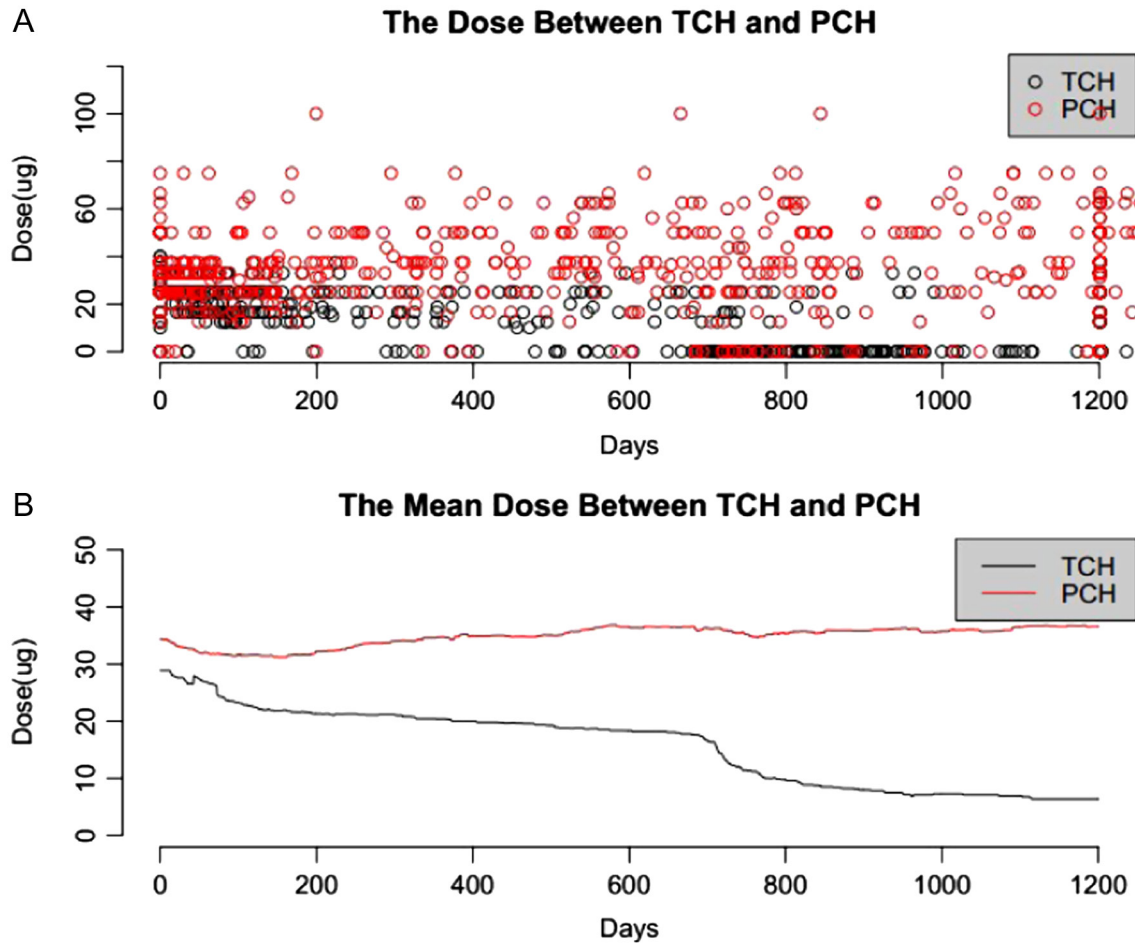 A
The Dose Between TCH and PCH
TCH
PCH
Dose(ug)
100
60
20
0
0 200 400 600 800 1000 1200
Days
B
The Mean Dose Between TCH and PCH
TCH
PCH
Dose(ug)
50
40
30
20
10
0
0 200 400 600 800 1000 1200
Days